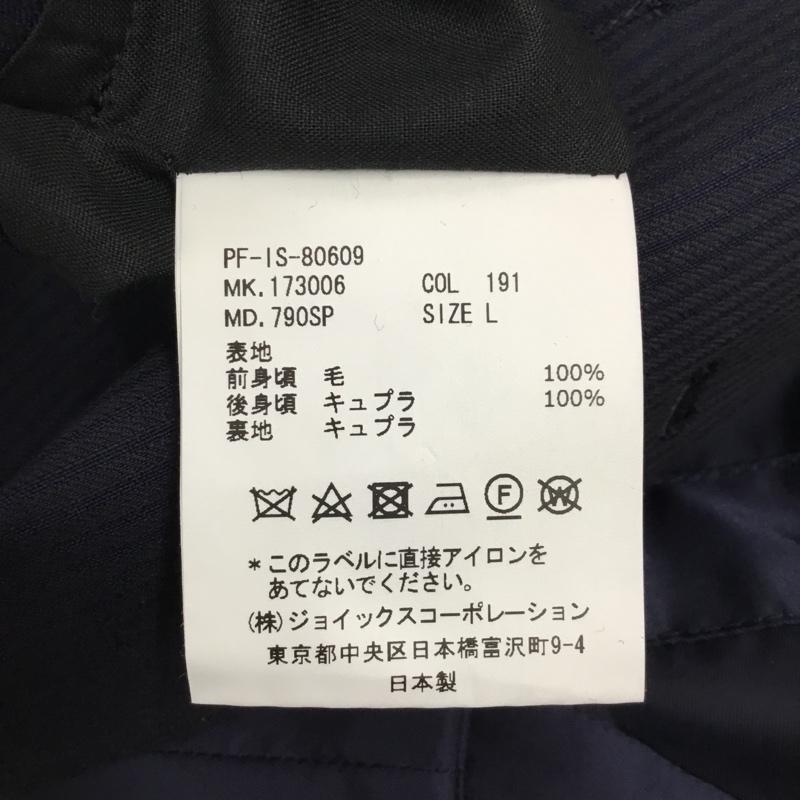 PF-IS-80609
MK.173006 COL 191
MD.790SP SIZE L
表地
前身頃 毛 100%
後身頃 キュプラ 100%
裏地 キュプラ
F W
*このラベルに直接アイロンを
あてないでください。
(株)ジョイックスコーポレーション
東京都中央区日本橋富沢町9-4
日本製